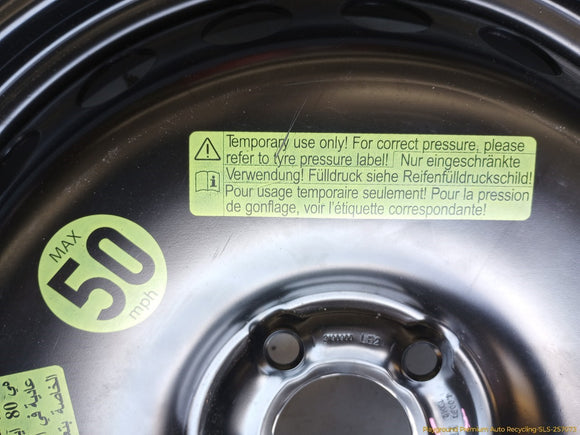 Temporary use only! For correct pressure, please
refer to tyre pressure label! Nur eingeschränkte
Verwendung! Fülldruck siehe Reifenfülldruckschild!
Pour usage temporaire seulement! Pour la pression
de gonflage, voir l'étiquette correspondante!
MAX
50
mph
80